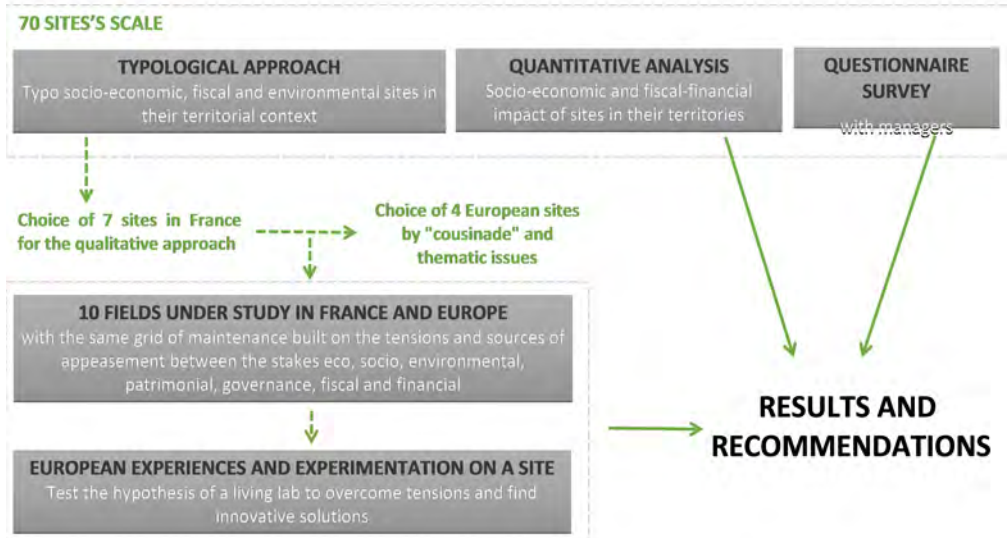 70 SITES'S SCALE
TYPOLOGICAL APPROACH
Typo socio-economic, fiscal and environmental sites in
their territorial context
QUANTITATIVE ANALYSIS
Socio-economic and fiscal-financial
impact of sites in their territories
QUESTIONNAIRE
SURVEY
with managers
Choice of 7 sites in France
for the qualitative approach
Choice of 4 European sites
by "cousinade" and
thematic issues
10 FIELDS UNDER STUDY IN FRANCE AND EUROPE
with the same grid of maintenance built on the tensions and sources of
appeasement between the stakes eco, socio, environmental,
patrimonial, governance, fiscal and financial
EUROPEAN EXPERIENCES AND EXPERIMENTATION ON A SITE
Test the hypothesis of a living lab to overcome tensions and find
innovative solutions
RESULTS AND
RECOMMENDATIONS